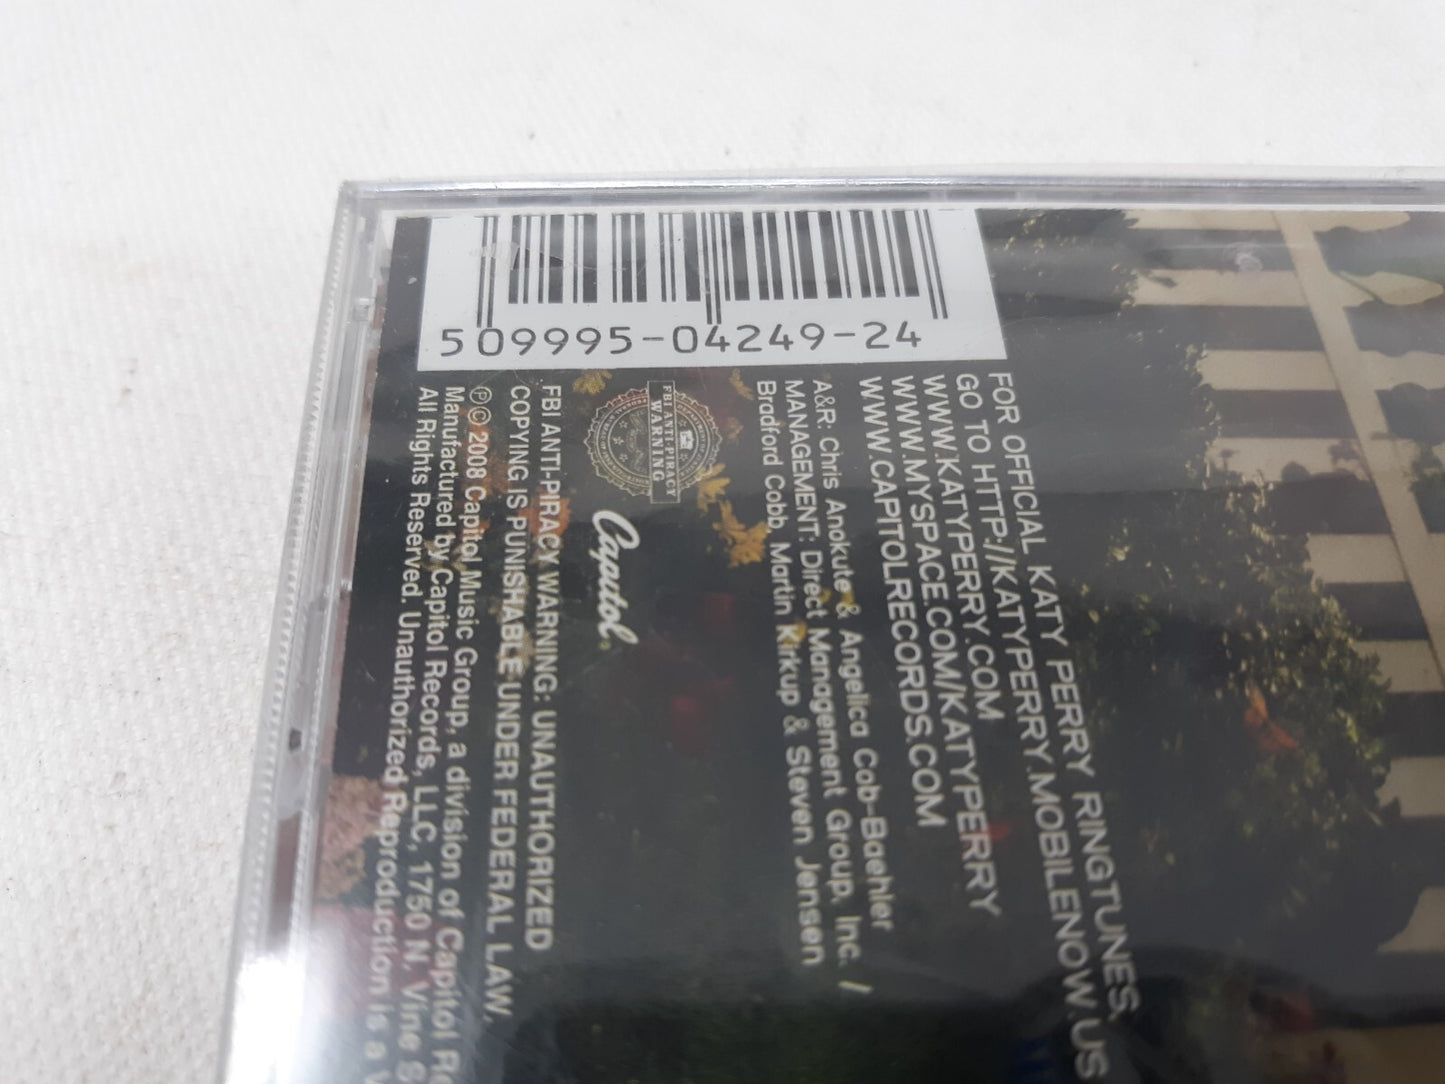 5 09995-04249-24
FOR OFFICIAL KATY PERRY RINGTUNES,
GO TO HTTP://KATYPERRY.MOBILENOW.US
WWW.KATYPERRY.COM
WWW.MYSPACE.COM/KATYPERRY
WWW.CAPITOLRECORDS.COM
A&R: Chris Anokute & Angelica Cob-Baehler
MANAGEMENT: Direct Management Group, Inc. /
Bradford Cobb, Martin Kirkup & Steven Jensen
FBI ANTI-PIRACY
WARNING
Capitol
FBI ANTI-PIRACY WARNING: UNAUTHORIZED
COPYING IS PUNISHABLE UNDER FEDERAL LAW.
℗ © 2008 Capitol Music Group, a division of Capitol Re
Manufactured by Capitol Records, LLC, 1750 N. Vine S
All Rights Reserved. Unauthorized Reproduction is a